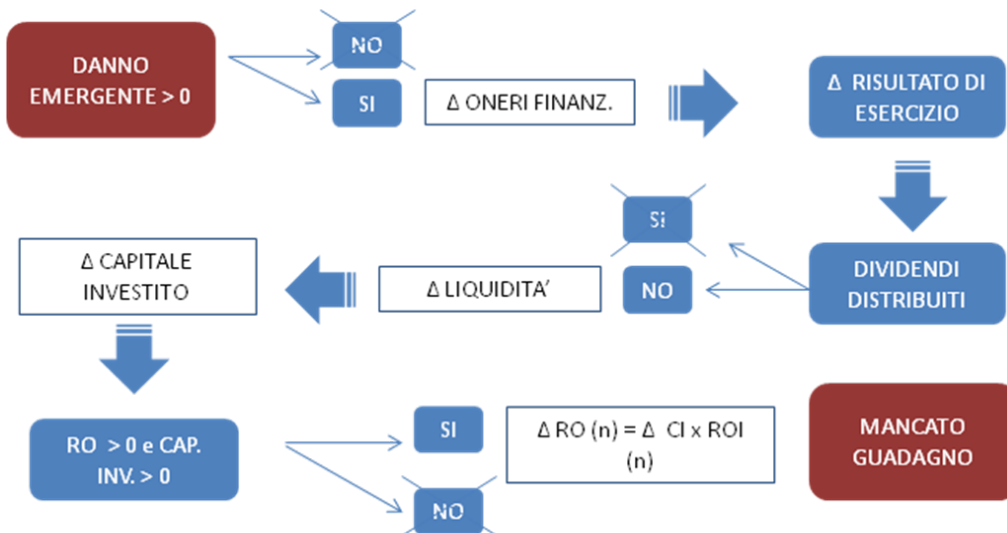 DANNO
EMERGENTE > 0
NO
SI
Δ ONERI FINANZ.
Δ RISULTATO DI
ESERCIZIO
DIVIDENDI
DISTRIBUITI
Si
NO
Δ LIQUIDITA’
Δ CAPITALE
INVESTITO
RO > 0 e CAP.
INV. > 0
SI
NO
Δ RO (n) = Δ CI x ROI
(n)
MANCATO
GUADAGNO